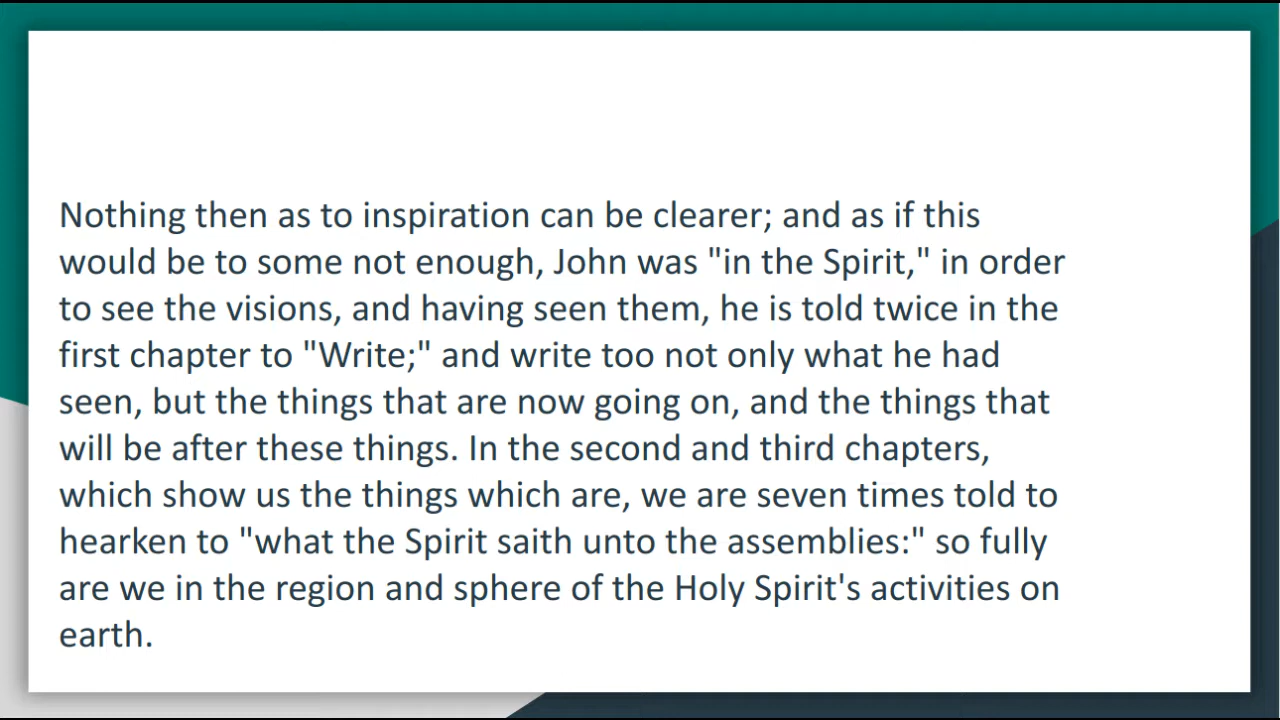 Nothing then as to inspiration can be clearer; and as if this
would be to some not enough, John was "in the Spirit," in order
to see the visions, and having seen them, he is told twice in the
first chapter to "Write;" and write too not only what he had
seen, but the things that are now going on, and the things that
will be after these things. In the second and third chapters,
which show us the things which are, we are seven times told to
hearken to "what the Spirit saith unto the assemblies:" so fully
are we in the region and sphere of the Holy Spirit's activities on
earth.